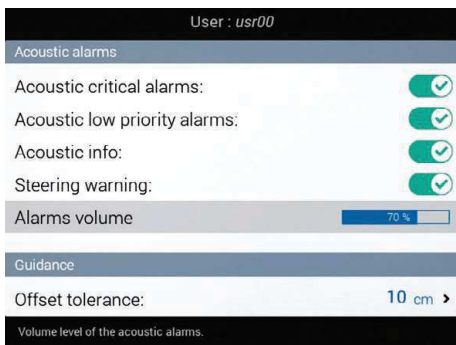 User : usr00
Acoustic alarms
Acoustic critical alarms:
Acoustic low priority alarms:
Acoustic info:
Steering warning:
Alarms volume 70 %
Guidance
Offset tolerance: 10 cm >
Volume level of the acoustic alarms.